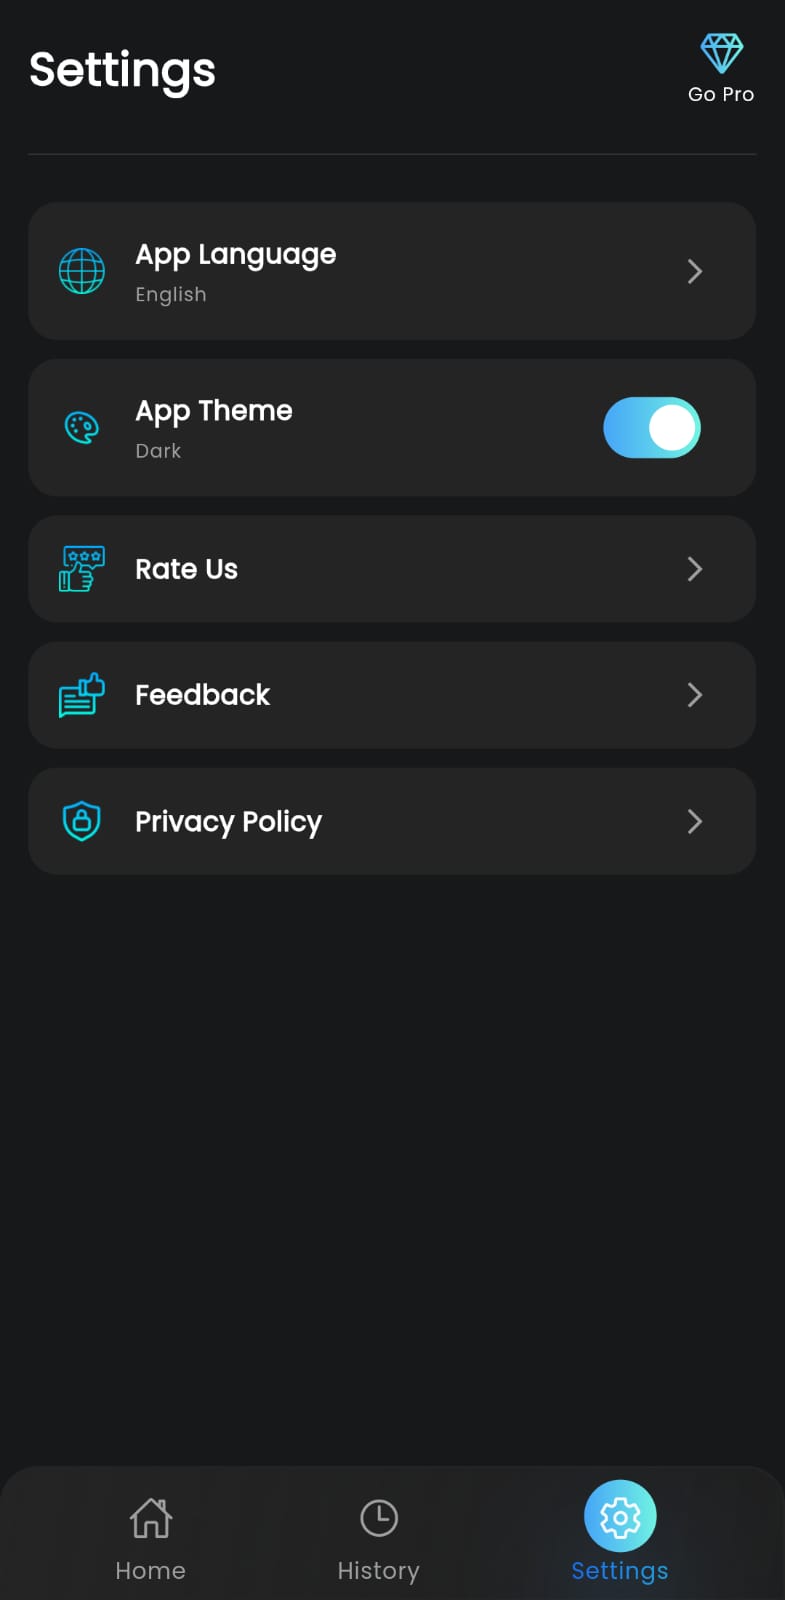 Settings
Go Pro
App Language
English
App Theme
Dark
Rate Us
Feedback
Privacy Policy
Home
History
Settings